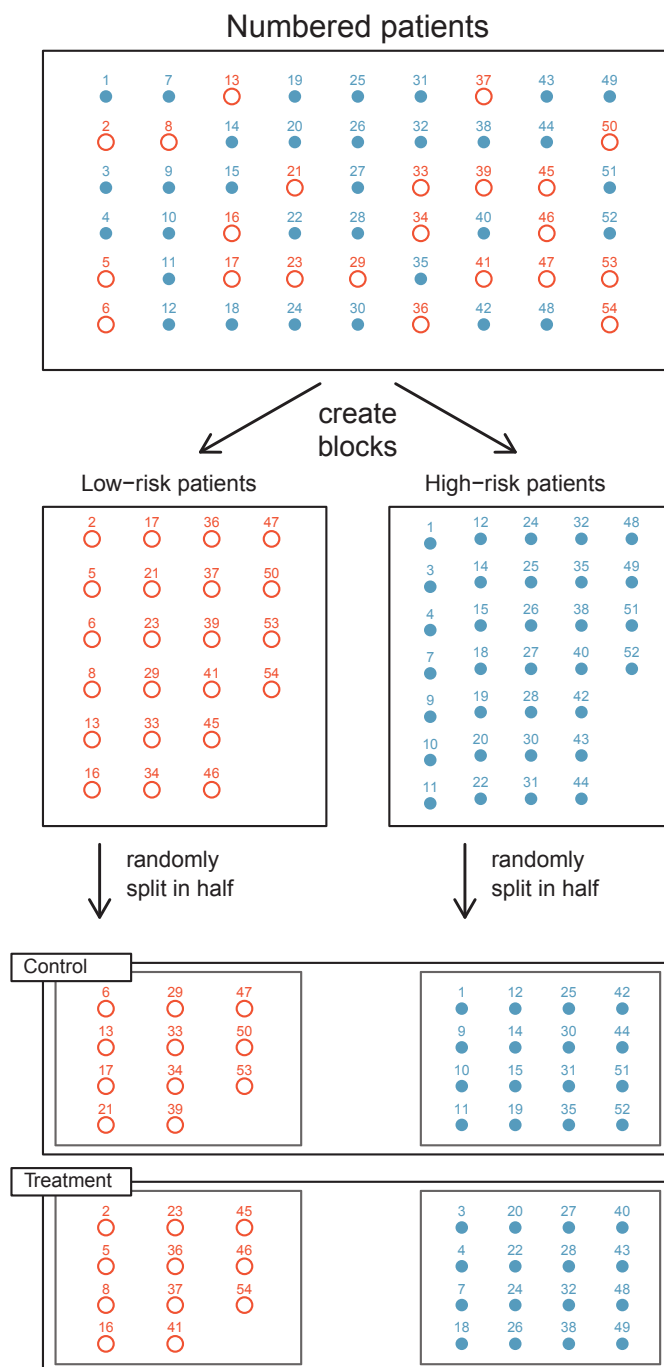 Numbered patients
1 7 13 19 25 31 37 43 49
2 8 14 20 26 32 38 44 50
3 9 15 21 27 33 39 45 51
4 10 16 22 28 34 40 46 52
5 11 17 23 29 35 41 47 53
6 12 18 24 30 36 42 48 54
create
blocks
Low−risk patients
2 17 36 47
5 21 37 50
6 23 39 53
8 29 41 54
13 33 45
16 34 46
High−risk patients
1 12 24 32 48
3 14 25 35 49
4 15 26 38 51
7 18 27 40 52
9 19 28 42
10 20 30 43
11 22 31 44
randomly
split in half
randomly
split in half
Control
6 29 47
13 33 50
17 34 53
21 39
1 12 25 42
9 14 30 44
10 15 31 51
11 19 35 52
Treatment
2 23 45
5 36 46
8 37 54
16 41
3 20 27 40
4 22 28 43
7 24 32 48
18 26 38 49